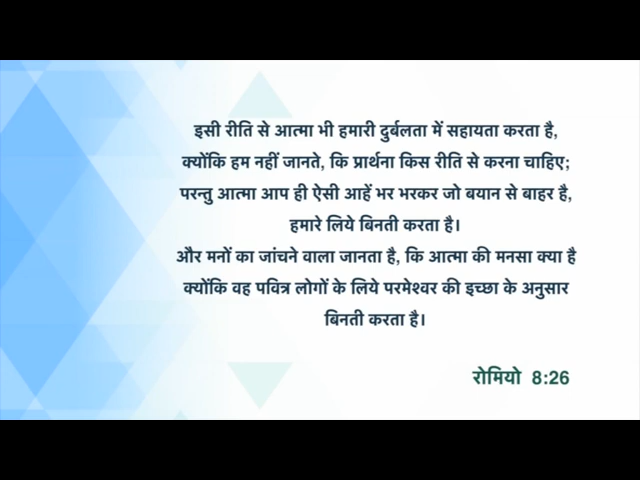 इसी रीति से आत्मा भी हमारी दुर्बलता में सहायता करता है,
क्योंकि हम नहीं जानते, कि प्रार्थना किस रीति से करना चाहिए;
परन्तु आत्मा आप ही ऐसी आहें भर भरकर जो बयान से बाहर है,
हमारे लिये बिनती करता है।
और मनों का जांचने वाला जानता है, कि आत्मा की मनसा क्या है
क्योंकि वह पवित्र लोगों के लिये परमेश्वर की इच्छा के अनुसार
बिनती करता है।
रोमियो 8:26